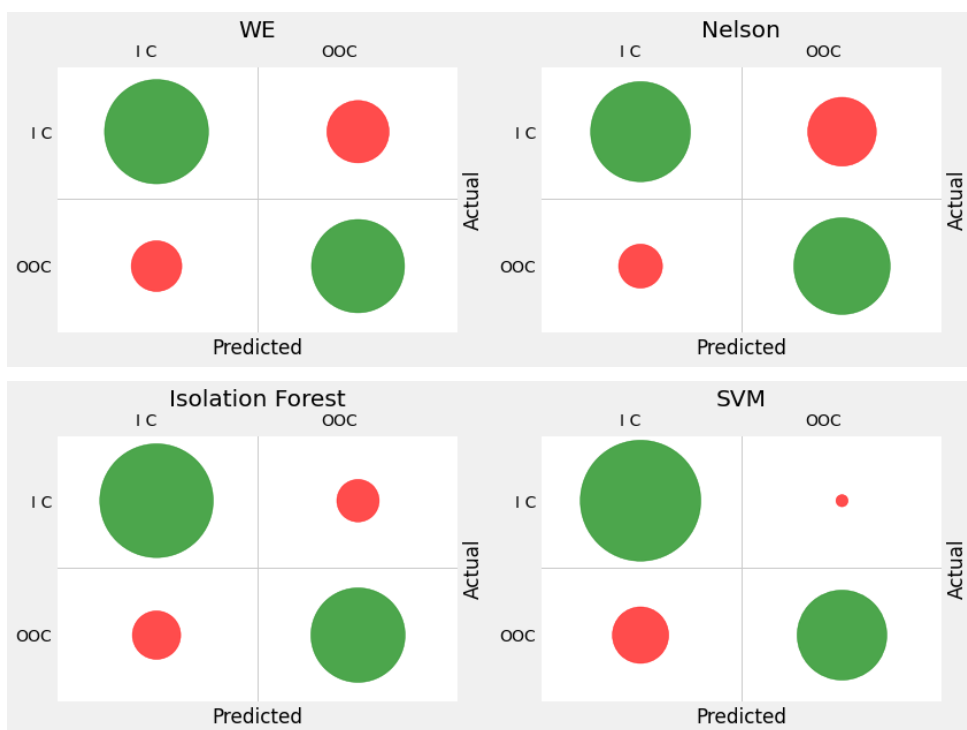 WE
I C OOC
I C
Actual
OOC
Predicted
Nelson
I C OOC
I C
Actual
OOC
Predicted
Isolation Forest
I C OOC
I C
Actual
OOC
Predicted
SVM
I C OOC
I C
Actual
OOC
Predicted